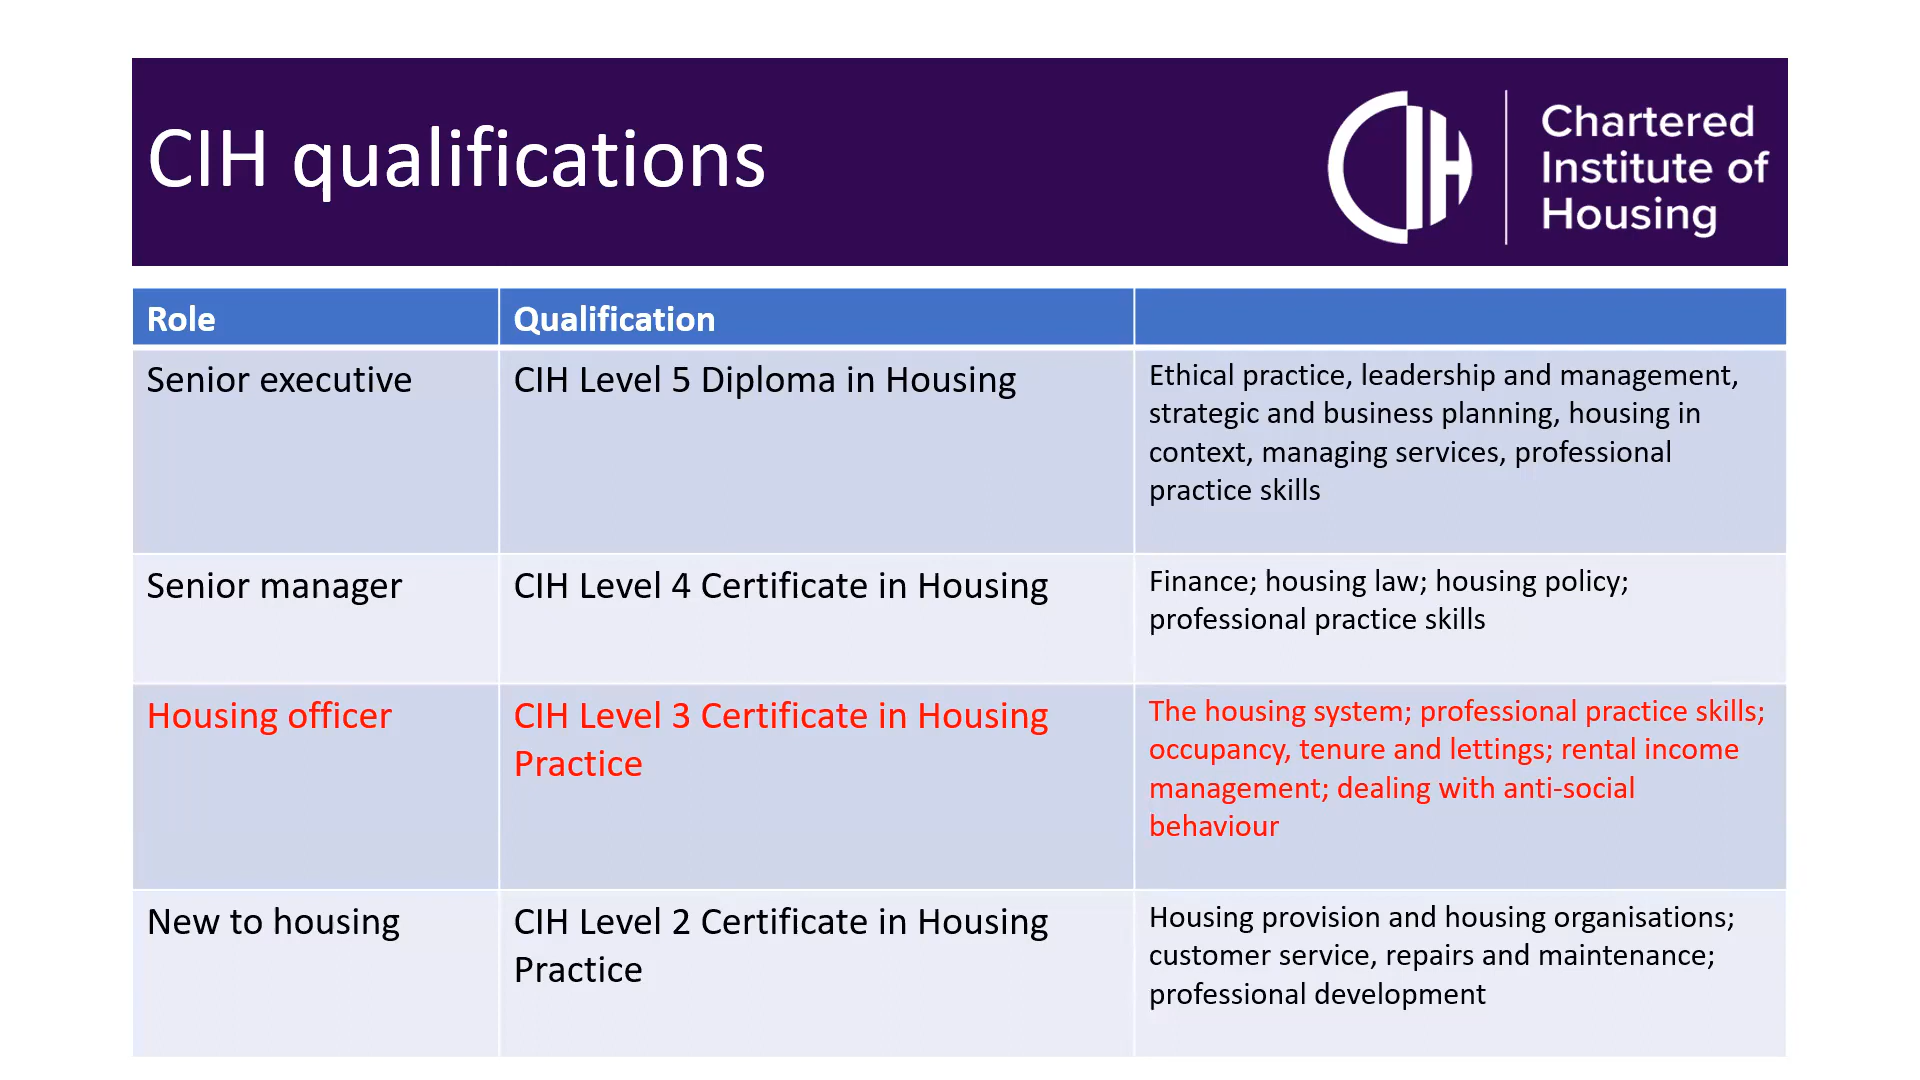 CIH qualifications
CIH
Chartered
Institute of
Housing
Role
Qualification
Senior executive
CIH Level 5 Diploma in Housing
Ethical practice, leadership and management,
strategic and business planning, housing in
context, managing services, professional
practice skills
Senior manager
CIH Level 4 Certificate in Housing
Finance; housing law; housing policy;
professional practice skills
Housing officer
CIH Level 3 Certificate in Housing
Practice
The housing system; professional practice skills;
occupancy, tenure and lettings; rental income
management; dealing with anti-social
behaviour
New to housing
CIH Level 2 Certificate in Housing
Practice
Housing provision and housing organisations;
customer service, repairs and maintenance;
professional development